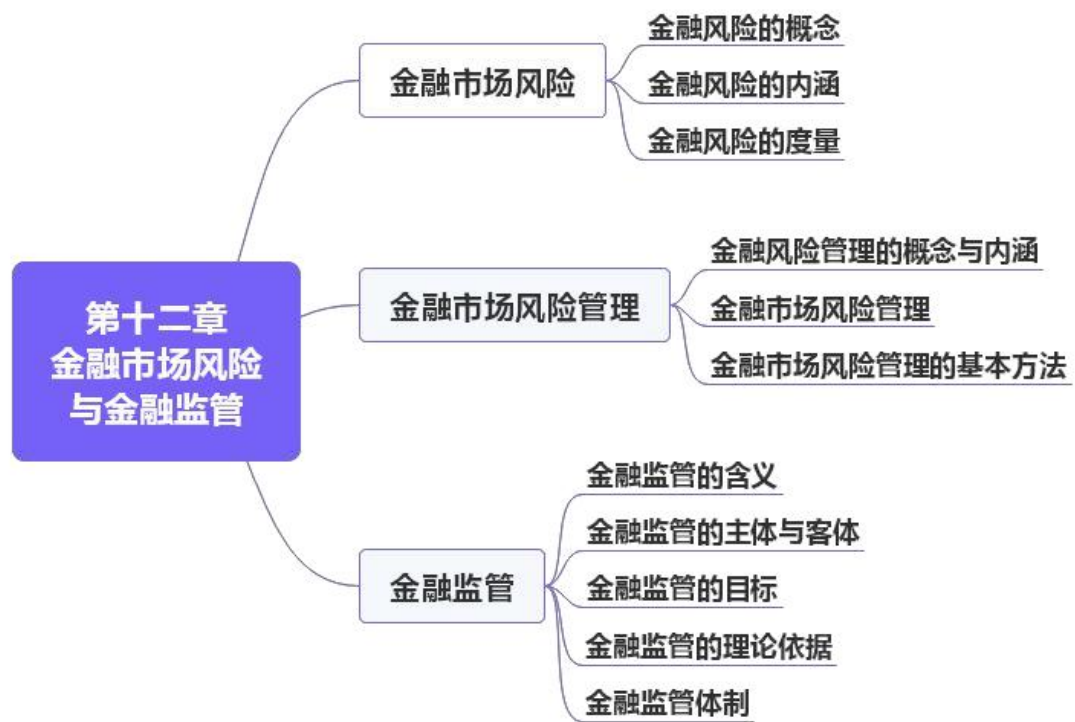 第十二章
金融市场风险
与金融监管
金融市场风险
金融风险的概念
金融风险的内涵
金融风险的度量
金融市场风险管理
金融风险管理的概念与内涵
金融市场风险管理
金融市场风险管理的基本方法
金融监管
金融监管的含义
金融监管的主体与客体
金融监管的目标
金融监管的理论依据
金融监管体制